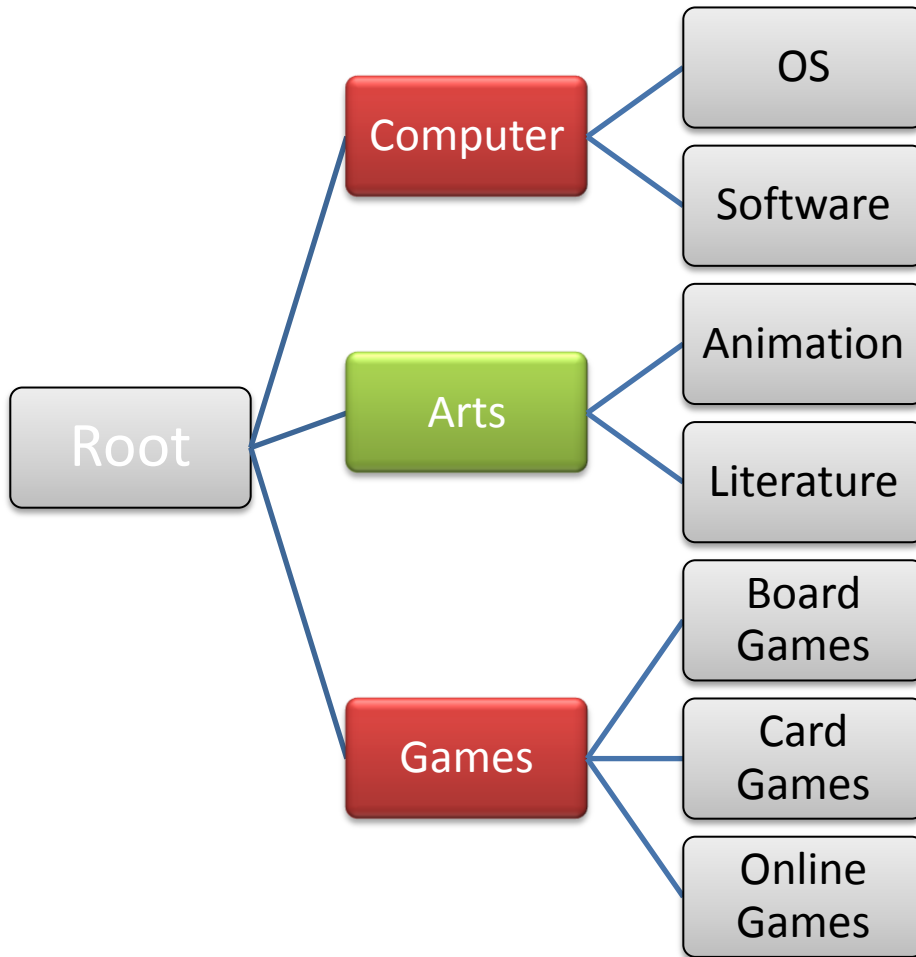 Root
Computer
OS
Software
Arts
Animation
Literature
Games
Board
Games
Card
Games
Online
Games